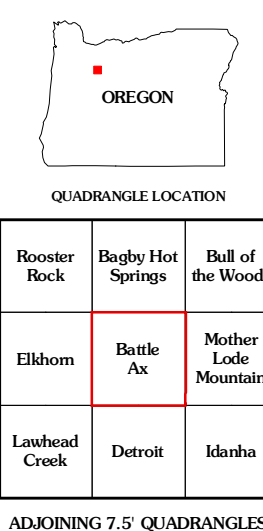 OREGON
QUADRANGLE LOCATION
Rooster
Rock
Bagby Hot
Springs
Bull of
the Wood
Elkhorn
Battle
Ax
Mother
Lode
Mountain
Lawhead
Creek
Detroit
Idanha
ADJOINING 7.5' QUADRANGLES